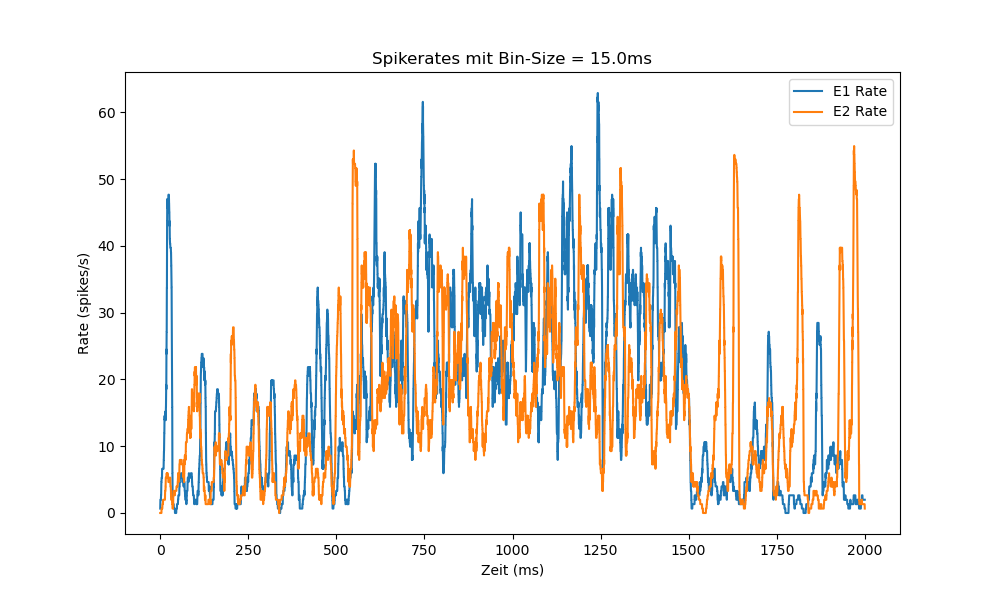 Spikerates mit Bin-Size = 15.0ms
E1 Rate
E2 Rate
Rate (spikes/s)
60
50
40
30
20
10
0
0 250 500 750 1000 1250 1500 1750 2000
Zeit (ms)